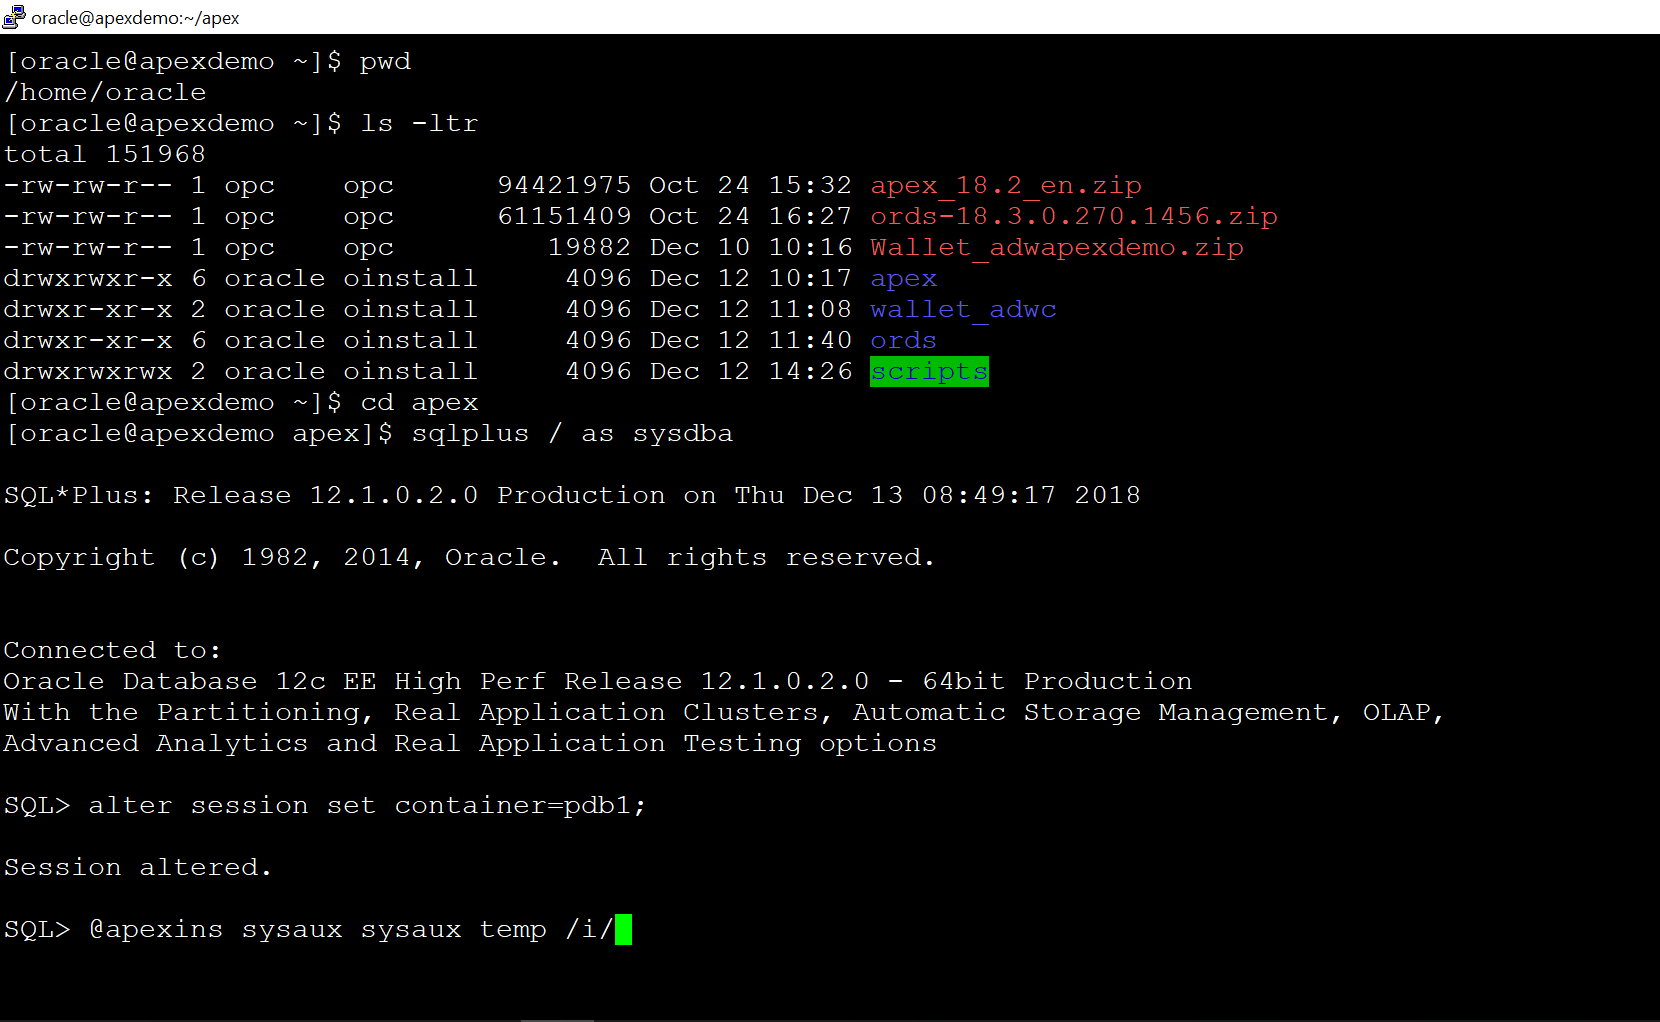 oracle@apexdemo:~/apex
[oracle@apexdemo ~]$ pwd
/home/oracle
[oracle@apexdemo ~]$ ls -ltr
total 151968
-rw-rw-r-- 1 opc    opc      94421975 Oct 24 15:32 apex_18.2_en.zip
-rw-rw-r-- 1 opc    opc      61151409 Oct 24 16:27 ords-18.3.0.270.1456.zip
-rw-rw-r-- 1 opc    opc         19882 Dec 10 10:16 Wallet_adwapexdemo.zip
drwxrwxr-x 6 oracle oinstall     4096 Dec 12 10:17 apex
drwxr-xr-x 2 oracle oinstall     4096 Dec 12 11:08 wallet_adwc
drwxr-xr-x 6 oracle oinstall     4096 Dec 12 11:40 ords
drwxrwxrwx 2 oracle oinstall     4096 Dec 12 14:26 scripts
[oracle@apexdemo ~]$ cd apex
[oracle@apexdemo apex]$ sqlplus / as sysdba
SQL*Plus: Release 12.1.0.2.0 Production on Thu Dec 13 08:49:17 2018
Copyright (c) 1982, 2014, Oracle.  All rights reserved.
Connected to:
Oracle Database 12c EE High Perf Release 12.1.0.2.0 - 64bit Production
With the Partitioning, Real Application Clusters, Automatic Storage Management, OLAP,
Advanced Analytics and Real Application Testing options
SQL> alter session set container=pdb1;
Session altered.
SQL> @apexins sysaux sysaux temp /i/